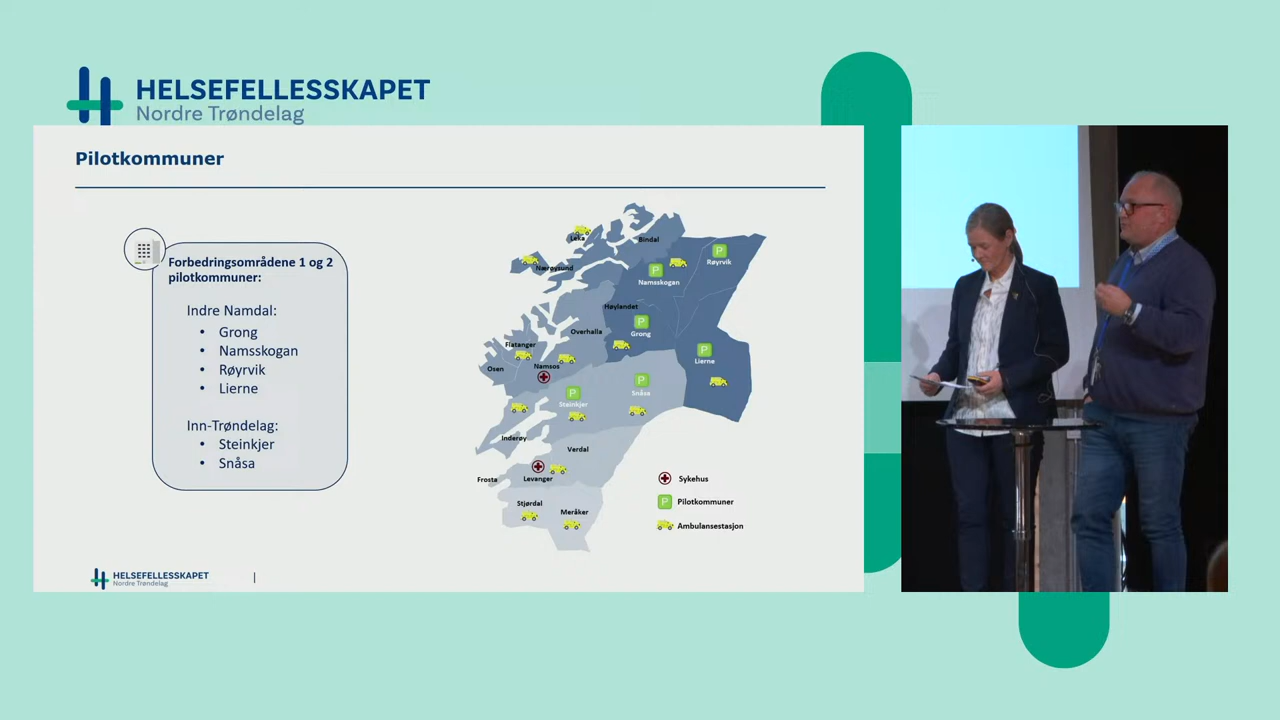 HELSEFELLESSKAPET
Nordre Trøndelag
Pilotkommuner
Forbedringsområdene 1 og 2
pilotkommuner:
Indre Namdal:
• Grong
• Namsskogan
• Røyrvik
• Lierne
Inn-Trøndelag:
• Steinkjer
• Snåsa
Leka
Bindal
P
Røyrvik
Nærøysund
P
Namsskogan
Høylandet
P
Grong
Overhalla
Flatanger
P
Lierne
Osen
Namsos
P
Snåsa
P
Steinkjer
Inderøy
Verdal
Frosta
Levanger
Stjørdal
Meråker
Sykehus
P Pilotkommuner
Ambulansestasjon
HELSEFELLESSKAPET
Nordre Trøndelag
|